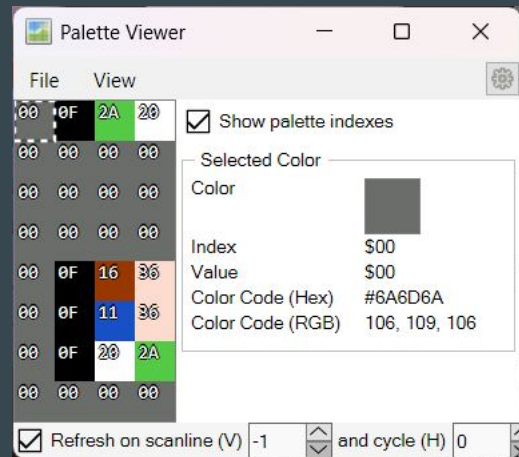 Palette Viewer
File View
00 0F 2A 20
00 00 00 00
00 00 00 00
00 00 00 00
00 0F 16 36
00 0F 11 36
00 0F 20 2A
00 00 00 00
Show palette indexes
Selected Color
Color
Index $00
Value $00
Color Code (Hex) #6A6D6A
Color Code (RGB) 106, 109, 106
Refresh on scanline (V) -1 and cycle (H) 0